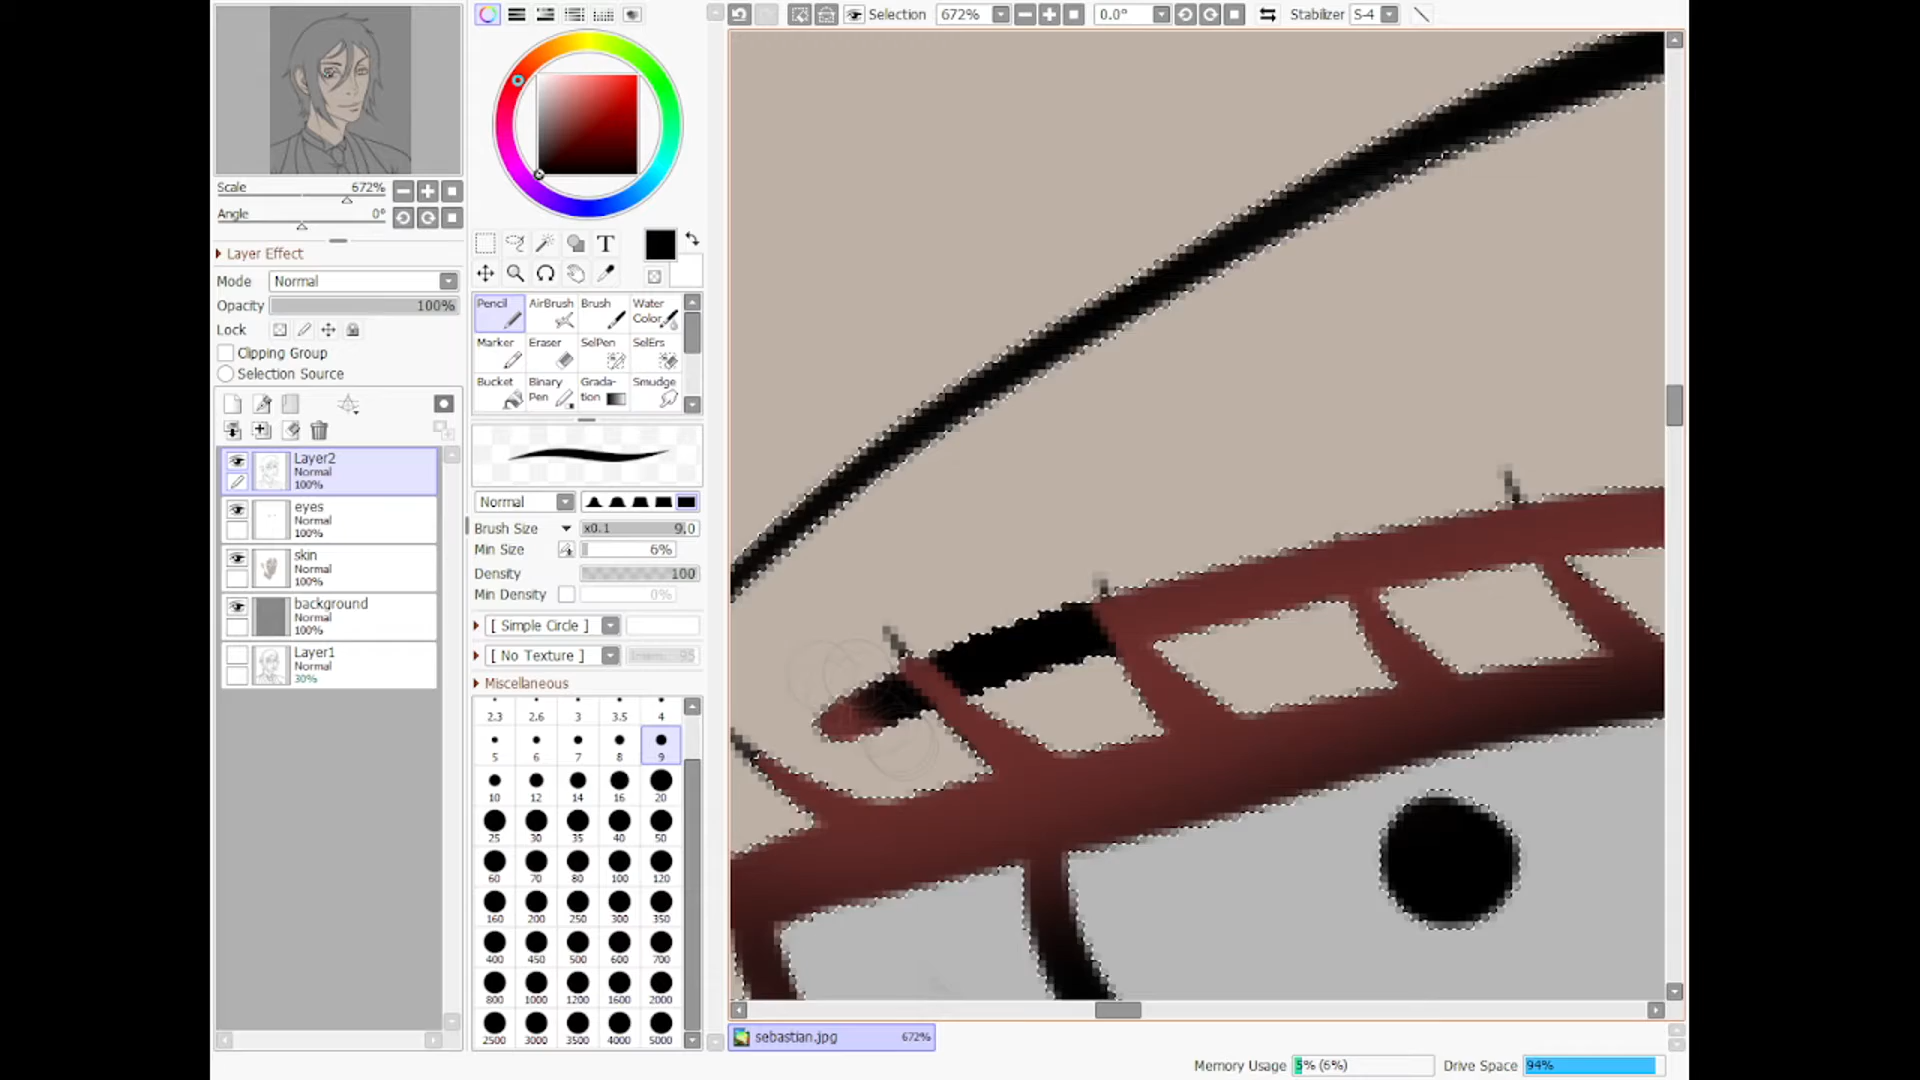 Selection 672% 0.0° Stabilizer S-4
Scale 672%
Angle 0°
Layer Effect
Mode Normal
Opacity 100%
Lock
Clipping Group
Selection Source
Layer2
Normal
100%
eyes
Normal
100%
skin
Normal
100%
background
Normal
100%
Layer1
Normal
30%
T
Pencil AirBrush Brush Water Color
Marker Eraser SelPen SelErs
Bucket Binary Pen Grada-tion Smudge
Normal
Brush Size x0.1 9.0
Min Size 6%
Density 100
Min Density 0%
[ Simple Circle ]
[ No Texture ] 95
Miscellaneous
2.3 2.6 3 3.5 4
5 6 7 8 9
10 12 14 16 20
25 30 35 40 50
60 70 80 100 120
160 200 250 300 350
400 450 500 600 700
800 1000 1200 1600 2000
2500 3000 3500 4000 5000
sebastian.jpg 672%
Memory Usage 5% (6%) Drive Space 94%